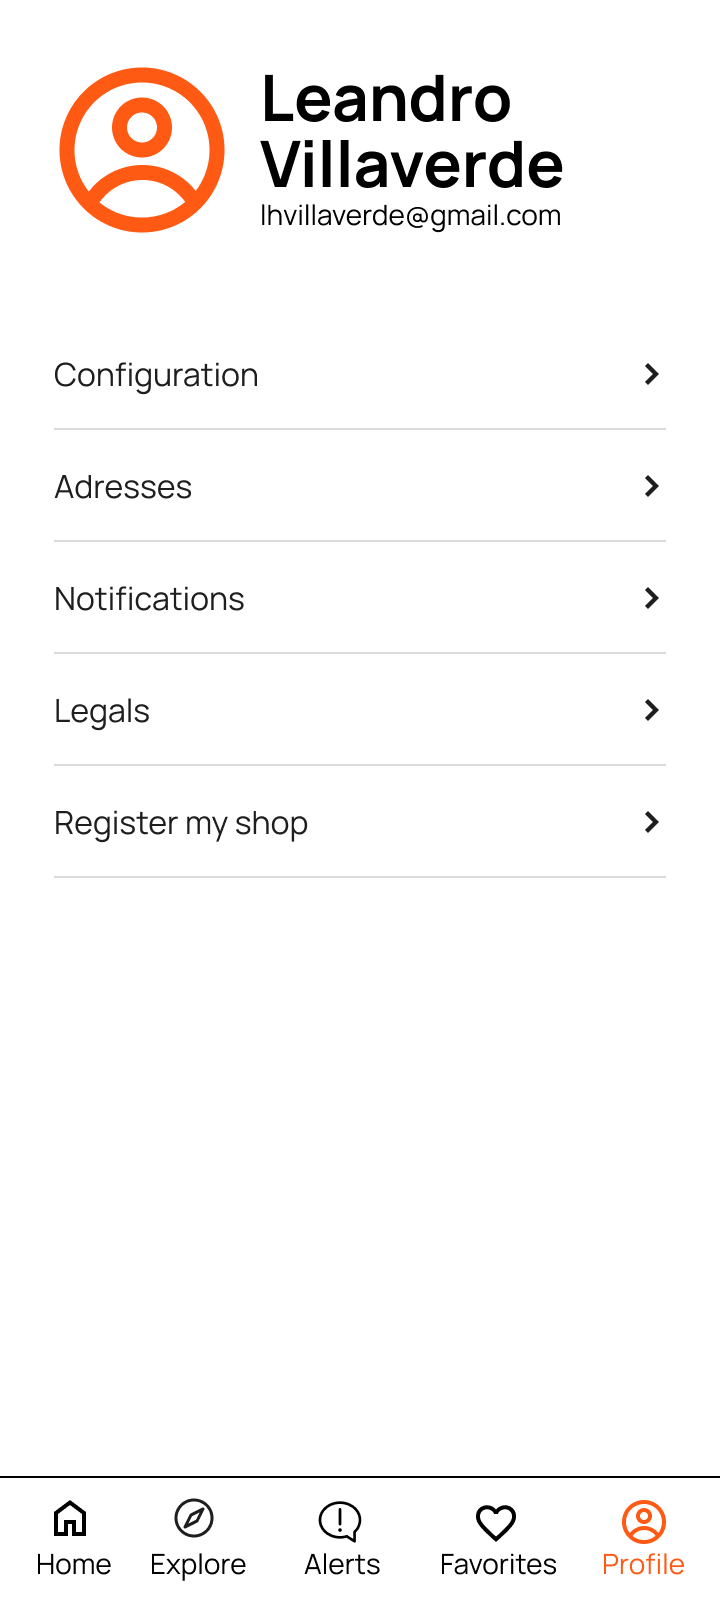 Leandro
Villaverde
lhvillaverde@gmail.com
Configuration
Adresses
Notifications
Legals
Register my shop
Home Explore Alerts Favorites Profile